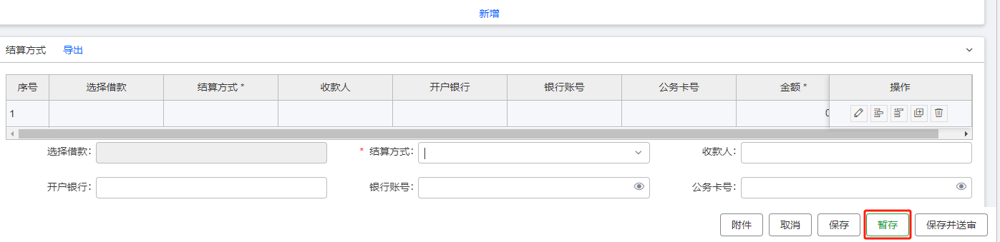 新增
结算方式 导出
序号 选择借款 结算方式 * 收款人 开户银行 银行账号 公务卡号 金额 * 操作
1 0
选择借款: * 结算方式: 收款人:
开户银行: 银行账号: 公务卡号:
附件 取消 保存 暂存 保存并送审